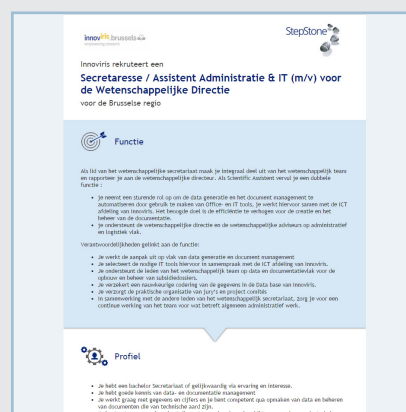 innoviris.brussels
empowering research
StepStone
Innoviris rekruteert een
Secretaresse / Assistent Administratie & IT (m/v) voor
de Wetenschappelijke Directie
voor de Brusselse regio
Functie
Als lid van het wetenschappelijk secretariaat maak je integraal deel uit van het wetenschappelijk team
en rapporteer je aan de wetenschappelijke directeur. Als Scientific Assistent vervul je een dubbele
functie :
• je neemt een sturende rol op om de data generatie en het document management te
automatiseren door gebruik te maken van Office- en IT tools. Je werkt hiervoor samen met de ICT
afdeling van Innoviris. Het beoogde doel is de efficiëntie te verhogen voor de creatie en het
beheer van de documentatie.
• je ondersteunt de wetenschappelijke directie en de wetenschappelijke adviseurs op administratief
en logistiek vlak.
Verantwoordelijkheden gelinkt aan de functie:
• Je werkt de aanpak uit op vlak van data generatie en document management
• Je selecteert de nodige IT tools hiervoor in samenspraak met de ICT afdeling van Innoviris.
• Je ondersteunt de leden van het wetenschappelijk team op data en documentatievlak voor de
opbouw en beheer van subsidiedossiers.
• Je verzekert een nauwkeurige codering van de gegevens in de Data base van Innoviris.
• Je verzorgt de praktische organisatie van jury's en project comités
• In samenwerking met de andere leden van het wetenschappelijk secretariaat, zorg je voor een
continue werking van het team voor wat betreft algemeen administratief werk.
Profiel
• Je hebt een bachelor Secretariaat of gelijkwaardig via ervaring en interesse.
• Je hebt goede kennis van data- en documentatie management
• Je werkt graag met gegevens en cijfers en je bent competent qua opmaken van data en beheren
van documenten die van technische aard zijn.